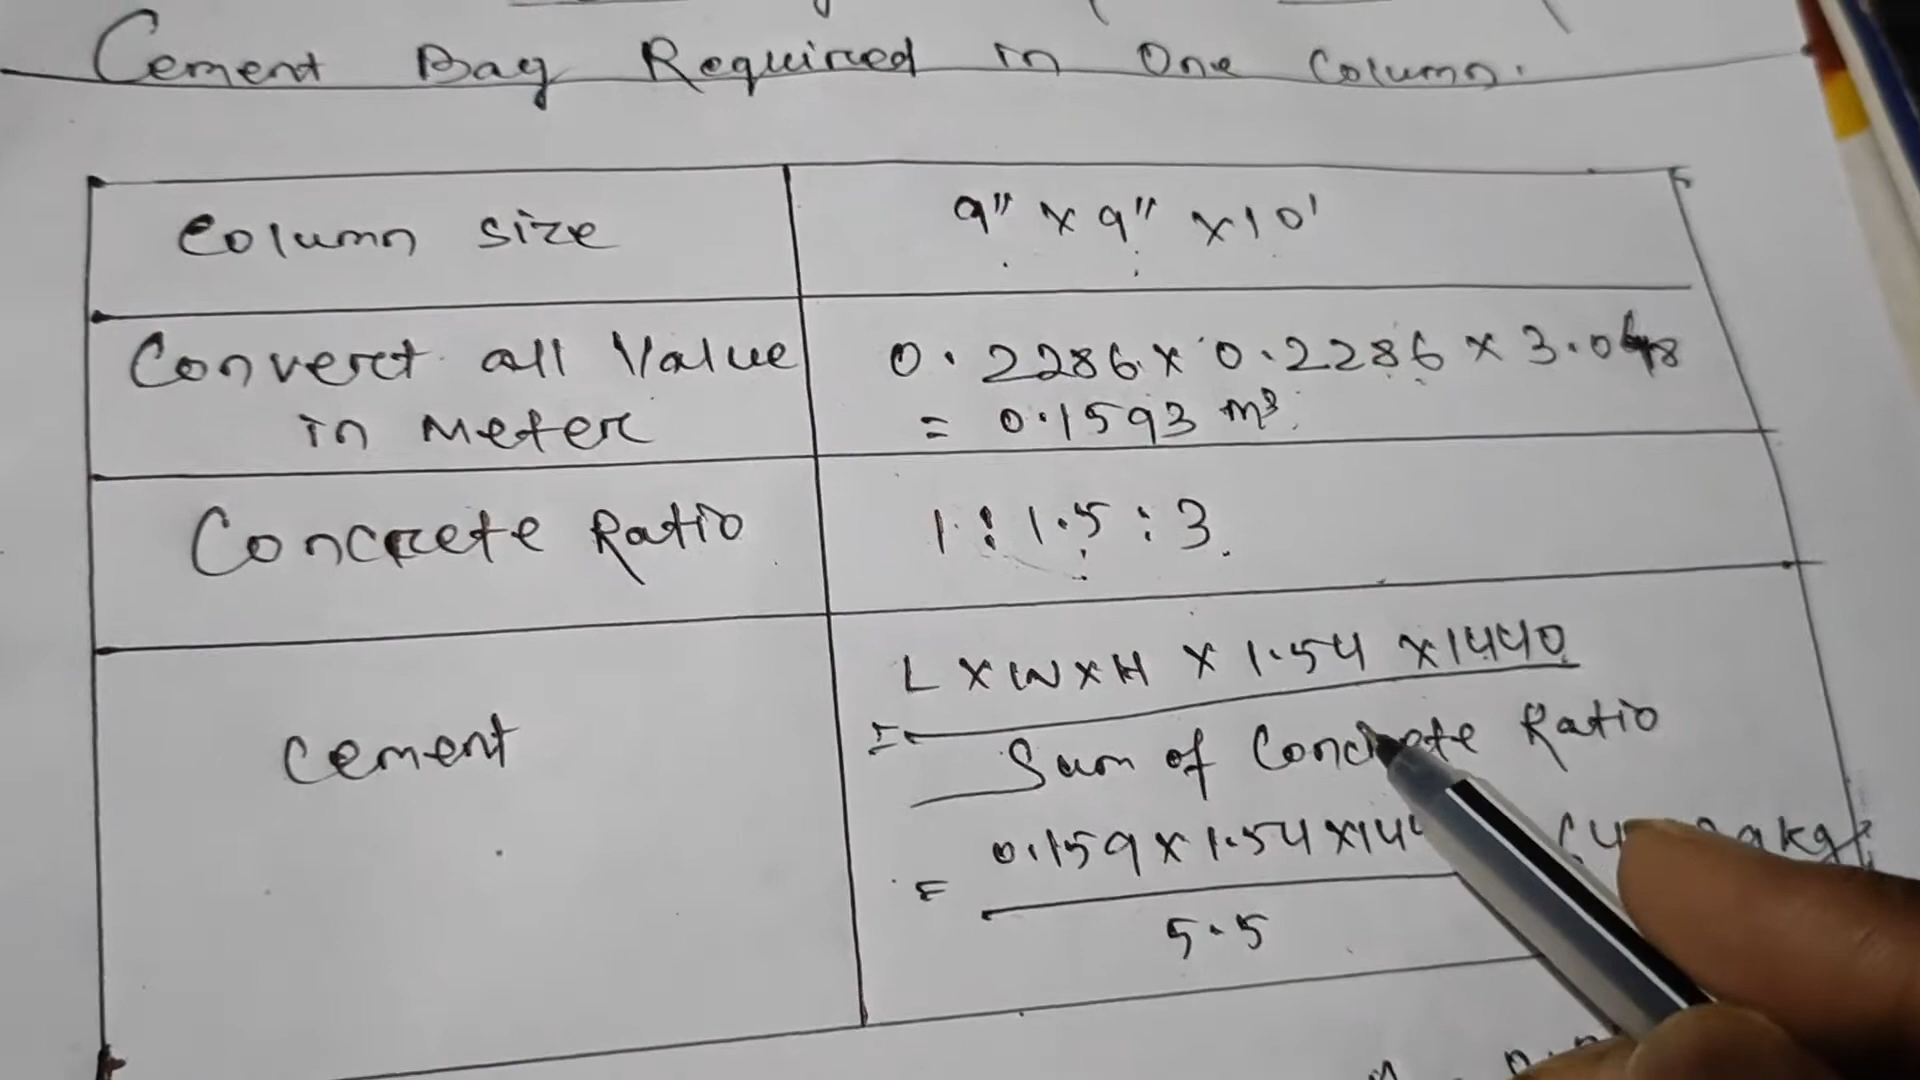 Cement Bag Required in One Column.
Column size
9" x 9" x 10'
Convert all Value
in Meter
0.2286 x 0.2286 x 3.048
= 0.1593 m³
Concrete Ratio
1 : 1.5 : 3
Cement
= L x W x H x 1.54 x 1440
Sum of Concrete Ratio
= 0.159 x 1.54 x 144
5.5